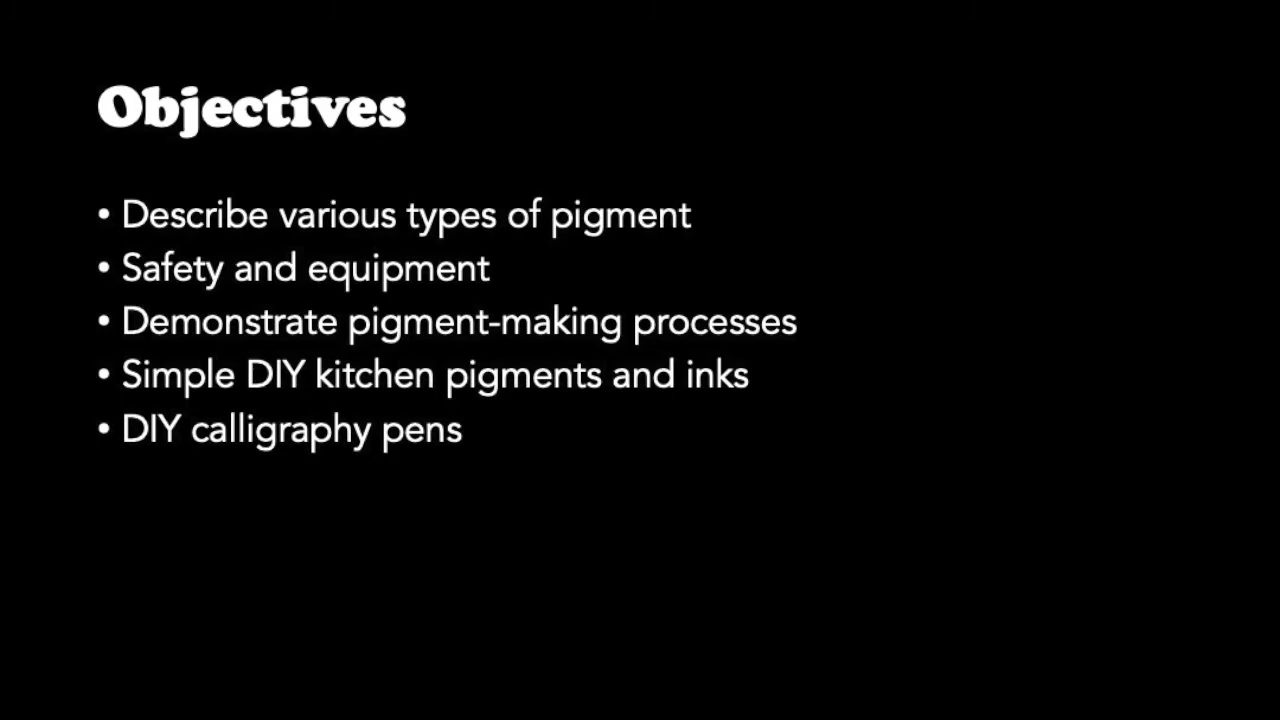 Objectives
• Describe various types of pigment
• Safety and equipment
• Demonstrate pigment-making processes
• Simple DIY kitchen pigments and inks
• DIY calligraphy pens